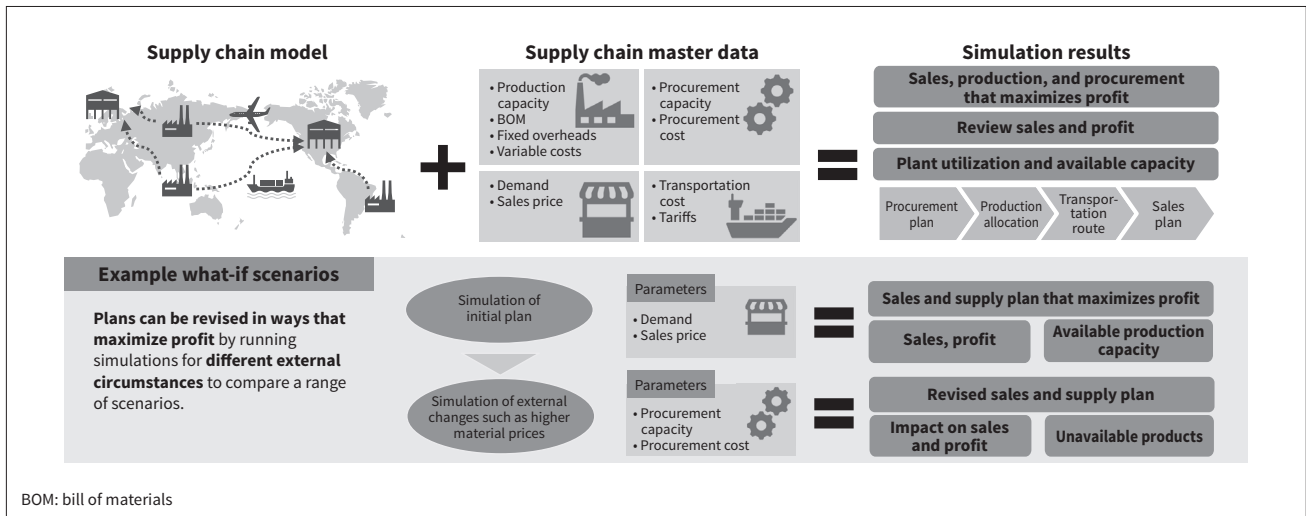 Supply chain model
Supply chain master data
• Production
capacity
• BOM
• Fixed overheads
• Variable costs
• Procurement
capacity
• Procurement
cost
• Demand
• Sales price
• Transportation
cost
• Tariffs
Simulation results
Sales, production, and procurement
that maximizes profit
Review sales and profit
Plant utilization and available capacity
Procurement
plan
Production
allocation
Transpor-
tation
route
Sales
plan
Example what-if scenarios
Plans can be revised in ways that
maximize profit by running
simulations for different external
circumstances to compare a range
of scenarios.
Simulation of
initial plan
Parameters
• Demand
• Sales price
Sales and supply plan that maximizes profit
Sales, profit
Available production
capacity
Simulation of external
changes such as higher
material prices
Parameters
• Procurement
capacity
• Procurement cost
Revised sales and supply plan
Impact on sales
and profit
Unavailable products
BOM: bill of materials